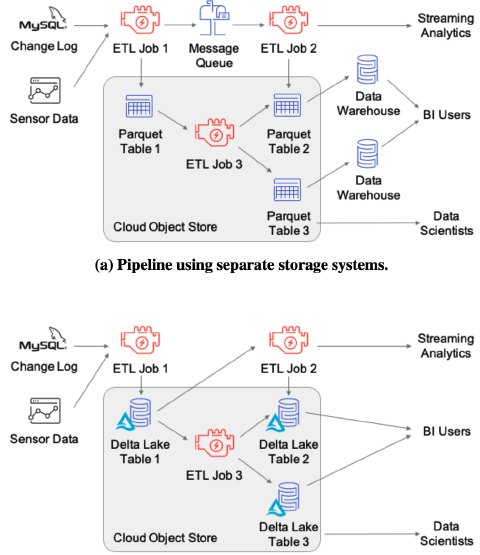 MySQL
Change Log
ETL Job 1
Message
Queue
ETL Job 2
Streaming
Analytics
Sensor Data
Parquet
Table 1
ETL Job 3
Parquet
Table 2
Data
Warehouse
BI Users
Data
Warehouse
Parquet
Table 3
Cloud Object Store
Data
Scientists
(a) Pipeline using separate storage systems.
MySQL
Change Log
ETL Job 1
ETL Job 2
Streaming
Analytics
Sensor Data
Delta Lake
Table 1
ETL Job 3
Delta Lake
Table 2
BI Users
Delta Lake
Table 3
Cloud Object Store
Data
Scientists